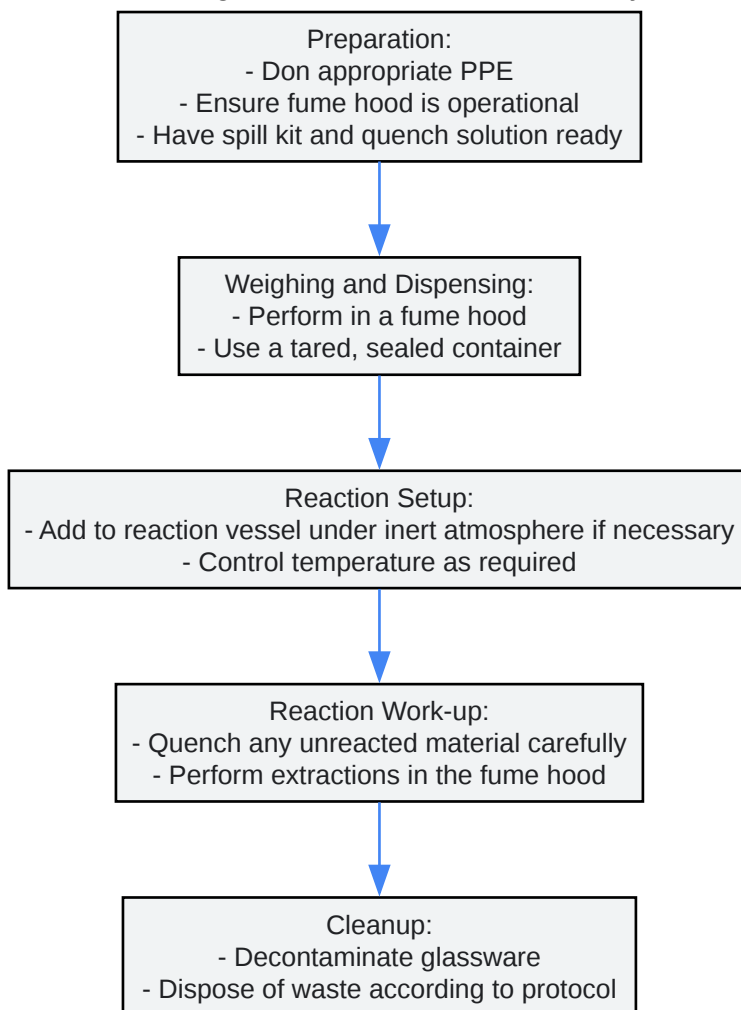 Preparation:
- Don appropriate PPE
- Ensure fume hood is operational
- Have spill kit and quench solution ready
Weighing and Dispensing:
- Perform in a fume hood
- Use a tared, sealed container
Reaction Setup:
- Add to reaction vessel under inert atmosphere if necessary
- Control temperature as required
Reaction Work-up:
- Quench any unreacted material carefully
- Perform extractions in the fume hood
Cleanup:
- Decontaminate glassware
- Dispose of waste according to protocol